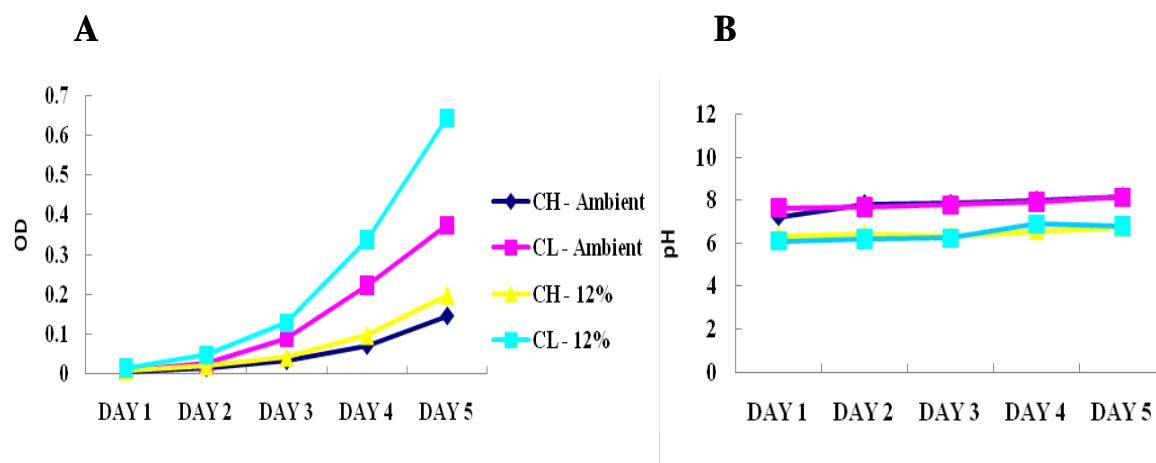 A
B
0.7
0.6
0.5
0.4
0.3
0.2
0.1
0
OD
DAY 1 DAY 2 DAY 3 DAY 4 DAY 5
CH - Ambient
CL - Ambient
CH - 12%
CL - 12%
12
10
8
6
4
2
0
pH
DAY 1 DAY 2 DAY 3 DAY 4 DAY 5